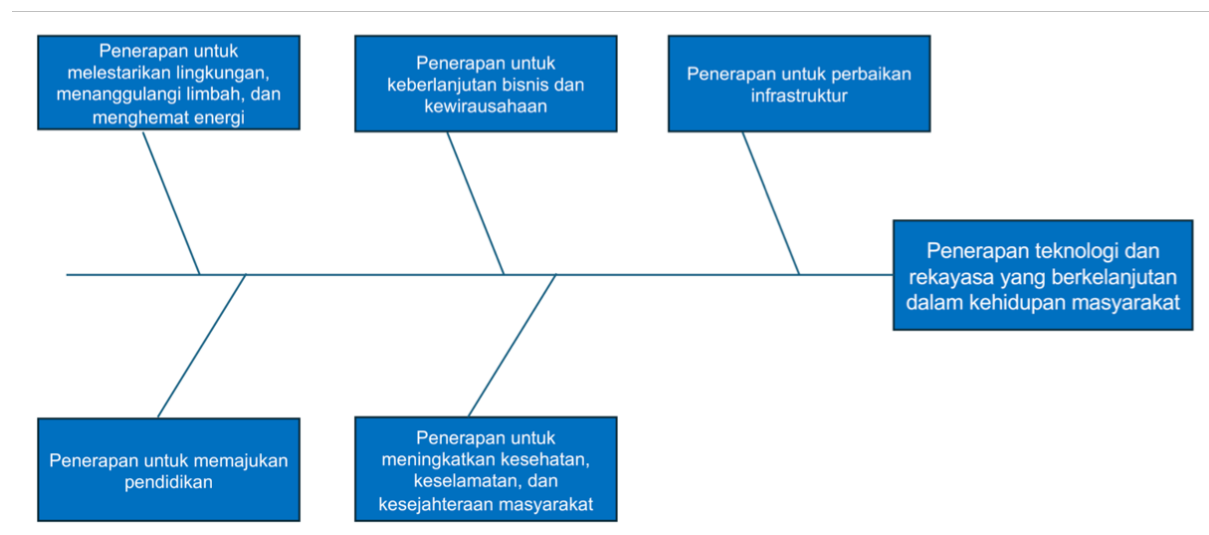 Penerapan untuk
melestarikan lingkungan,
menanggulangi limbah, dan
menghemat energi
Penerapan untuk
keberlanjutan bisnis dan
kewirausahaan
Penerapan untuk perbaikan
infrastruktur
Penerapan teknologi dan
rekayasa yang berkelanjutan
dalam kehidupan masyarakat
Penerapan untuk memajukan
pendidikan
Penerapan untuk
meningkatkan kesehatan,
keselamatan, dan
kesejahteraan masyarakat